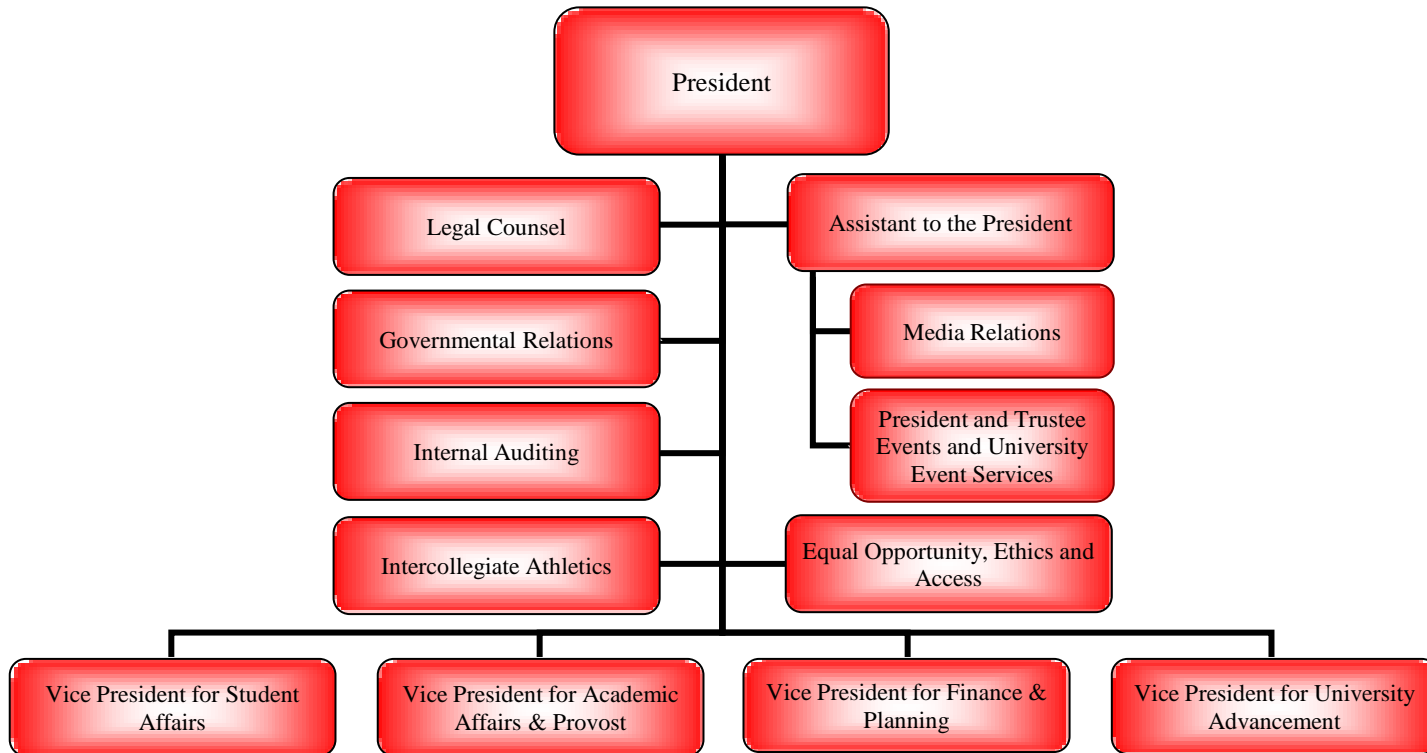 President
Legal Counsel
Assistant to the President
Governmental Relations
Media Relations
Internal Auditing
President and Trustee
Events and University
Event Services
Intercollegiate Athletics
Equal Opportunity, Ethics and
Access
Vice President for Student
Affairs
Vice President for Academic
Affairs & Provost
Vice President for Finance &
Planning
Vice President for University
Advancement